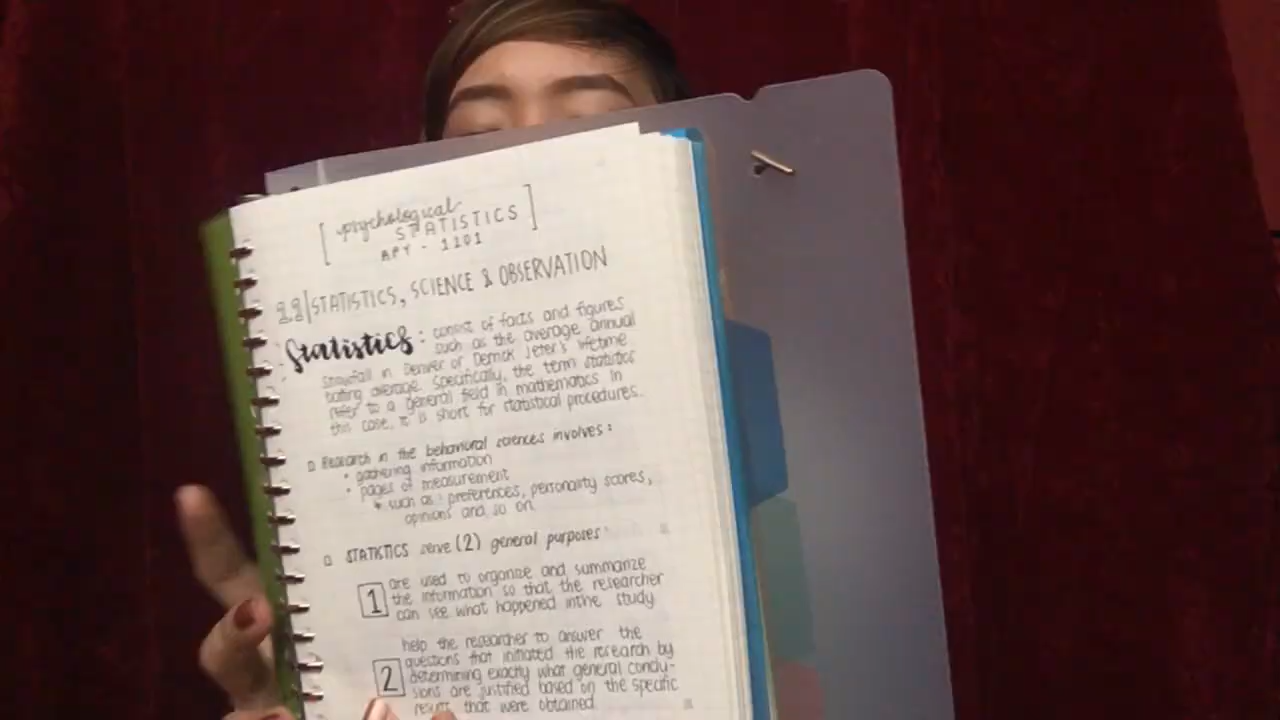 [ psychological
STATISTICS ]
APY - 1101
1.1 | STATISTICS, SCIENCE & OBSERVATION
Statistics : consist of facts and figures
such as the average annual
snowfall in Denver or Derrick Jeter's lifetime
batting average. Specifically, the term statistics
refer to a general field in mathematics In
this case, it is short for statistical procedures.
Research in the behavioral sciences involves :
• gathering information
• pages of measurement
* such as : preferences, personality scores,
opinions and so on
STATISTICS serve (2) general purposes :
1 are used to organize and summarize
the information so that the researcher
can see what happened inthe study
2 help the researcher to answer the
questions that initiated the research by
determining exactly what general conclu-
sions are justified based on the specific
results that were obtained.